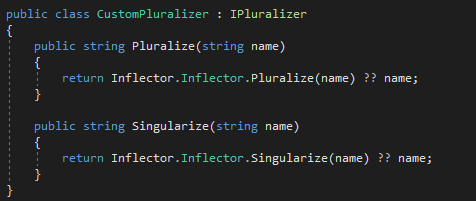 public class CustomPluralizer : IPluralizer
{
    public string Pluralize(string name)
    {
        return Inflector.Inflector.Pluralize(name) ?? name;
    }

    public string Singularize(string name)
    {
        return Inflector.Inflector.Singularize(name) ?? name;
    }
}